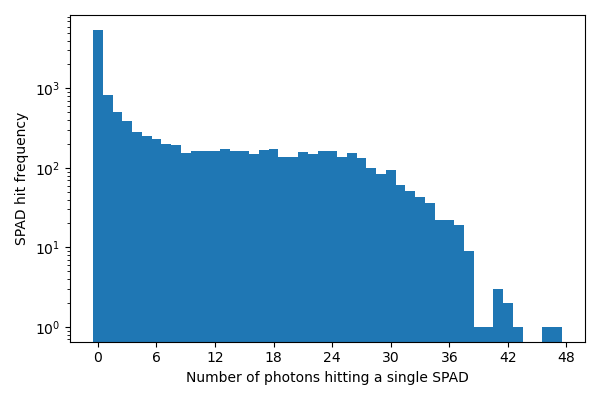 10³
10²
10¹
10⁰
SPAD hit frequency
0 6 12 18 24 30 36 42 48
Number of photons hitting a single SPAD